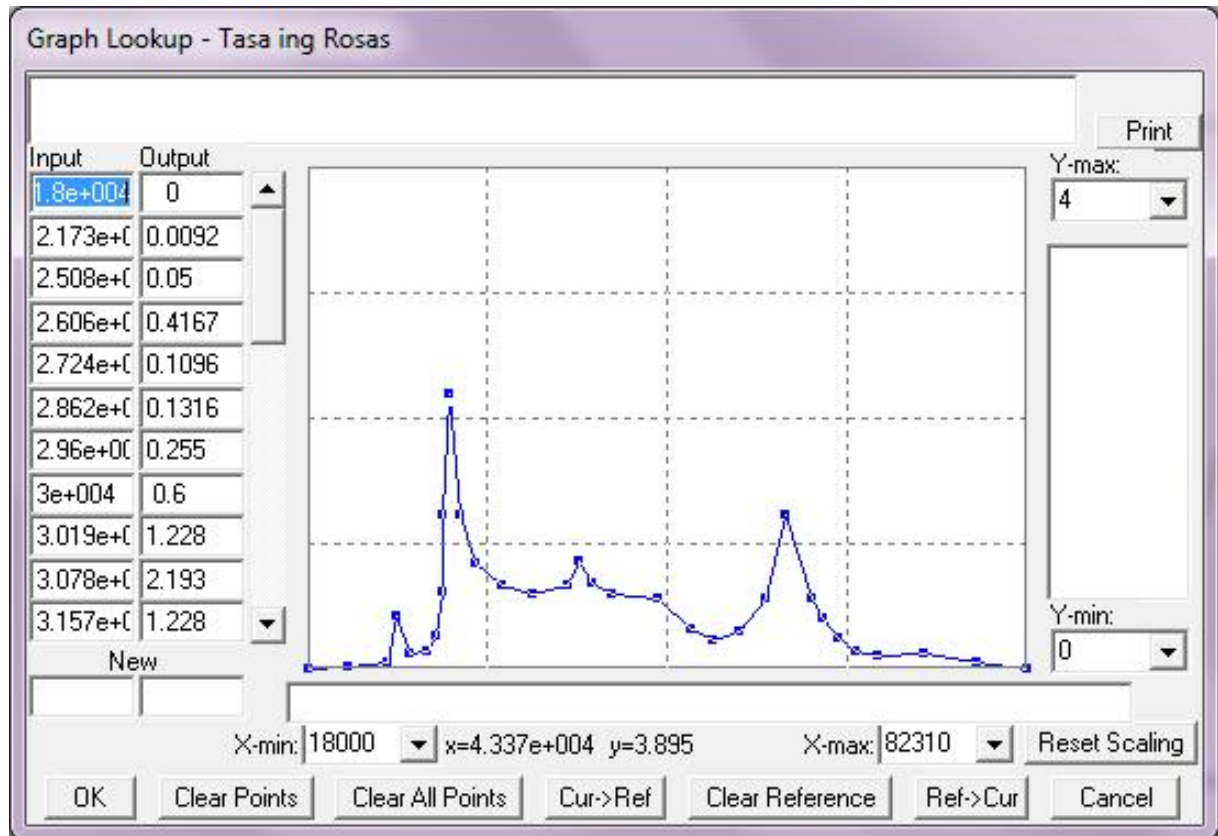 Graph Lookup - Tasa ing Rosas
Print
Input Output
1.8e+004 0
2.173e+0 0.0092
2.508e+0 0.05
2.606e+0 0.4167
2.724e+0 0.1096
2.862e+0 0.1316
2.96e+00 0.255
3e+004 0.6
3.019e+0 1.228
3.078e+0 2.193
3.157e+0 1.228
New
Y-max:
4
Y-min:
0
X-min: 18000 x=4.337e+004 y=3.895 X-max: 82310 Reset Scaling
OK Clear Points Clear All Points Cur->Ref Clear Reference Ref->Cur Cancel